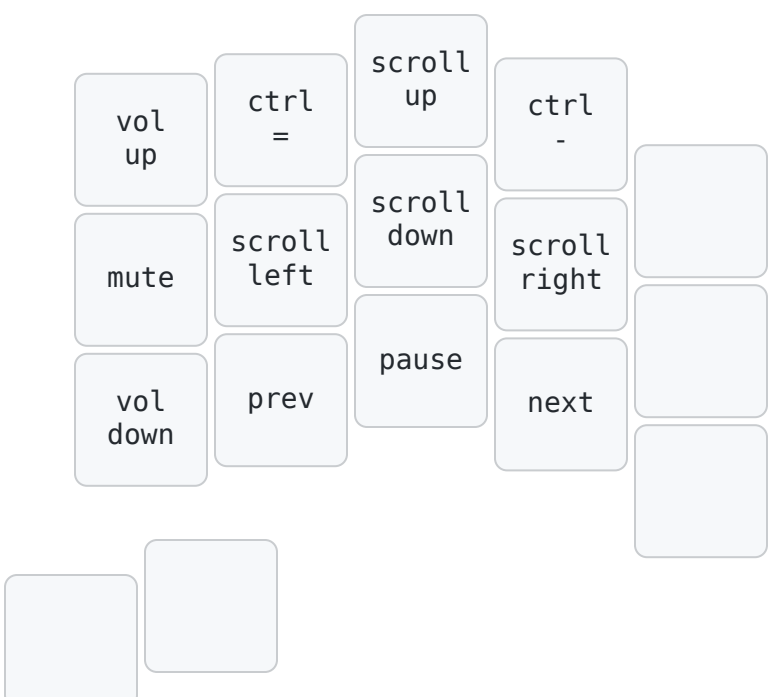 vol
up
ctrl
=
scroll
up
ctrl
-
mute
scroll
left
scroll
down
scroll
right
vol
down
prev
pause
next